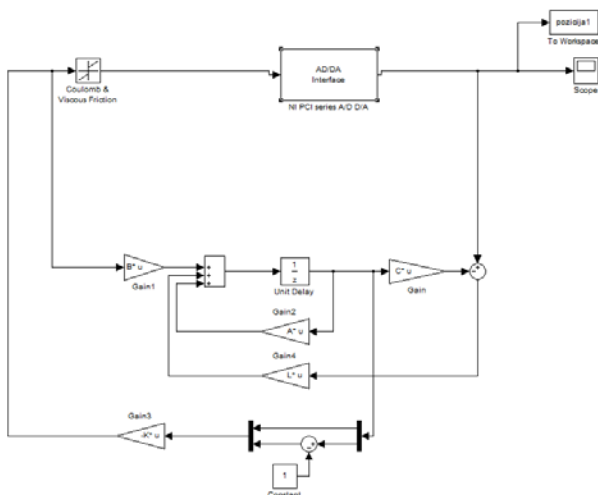 pozicija1
To Workspace
AD/DA
Interface
Coulomb &
Viscous Friction
NI PCI series A/D D/A
Scope
B* u
Gain1
+
+
+
1
z
Unit Delay
C* u
Gain
Gain2
A* u
Gain4
L* u
Gain3
-K* u
1
Constant